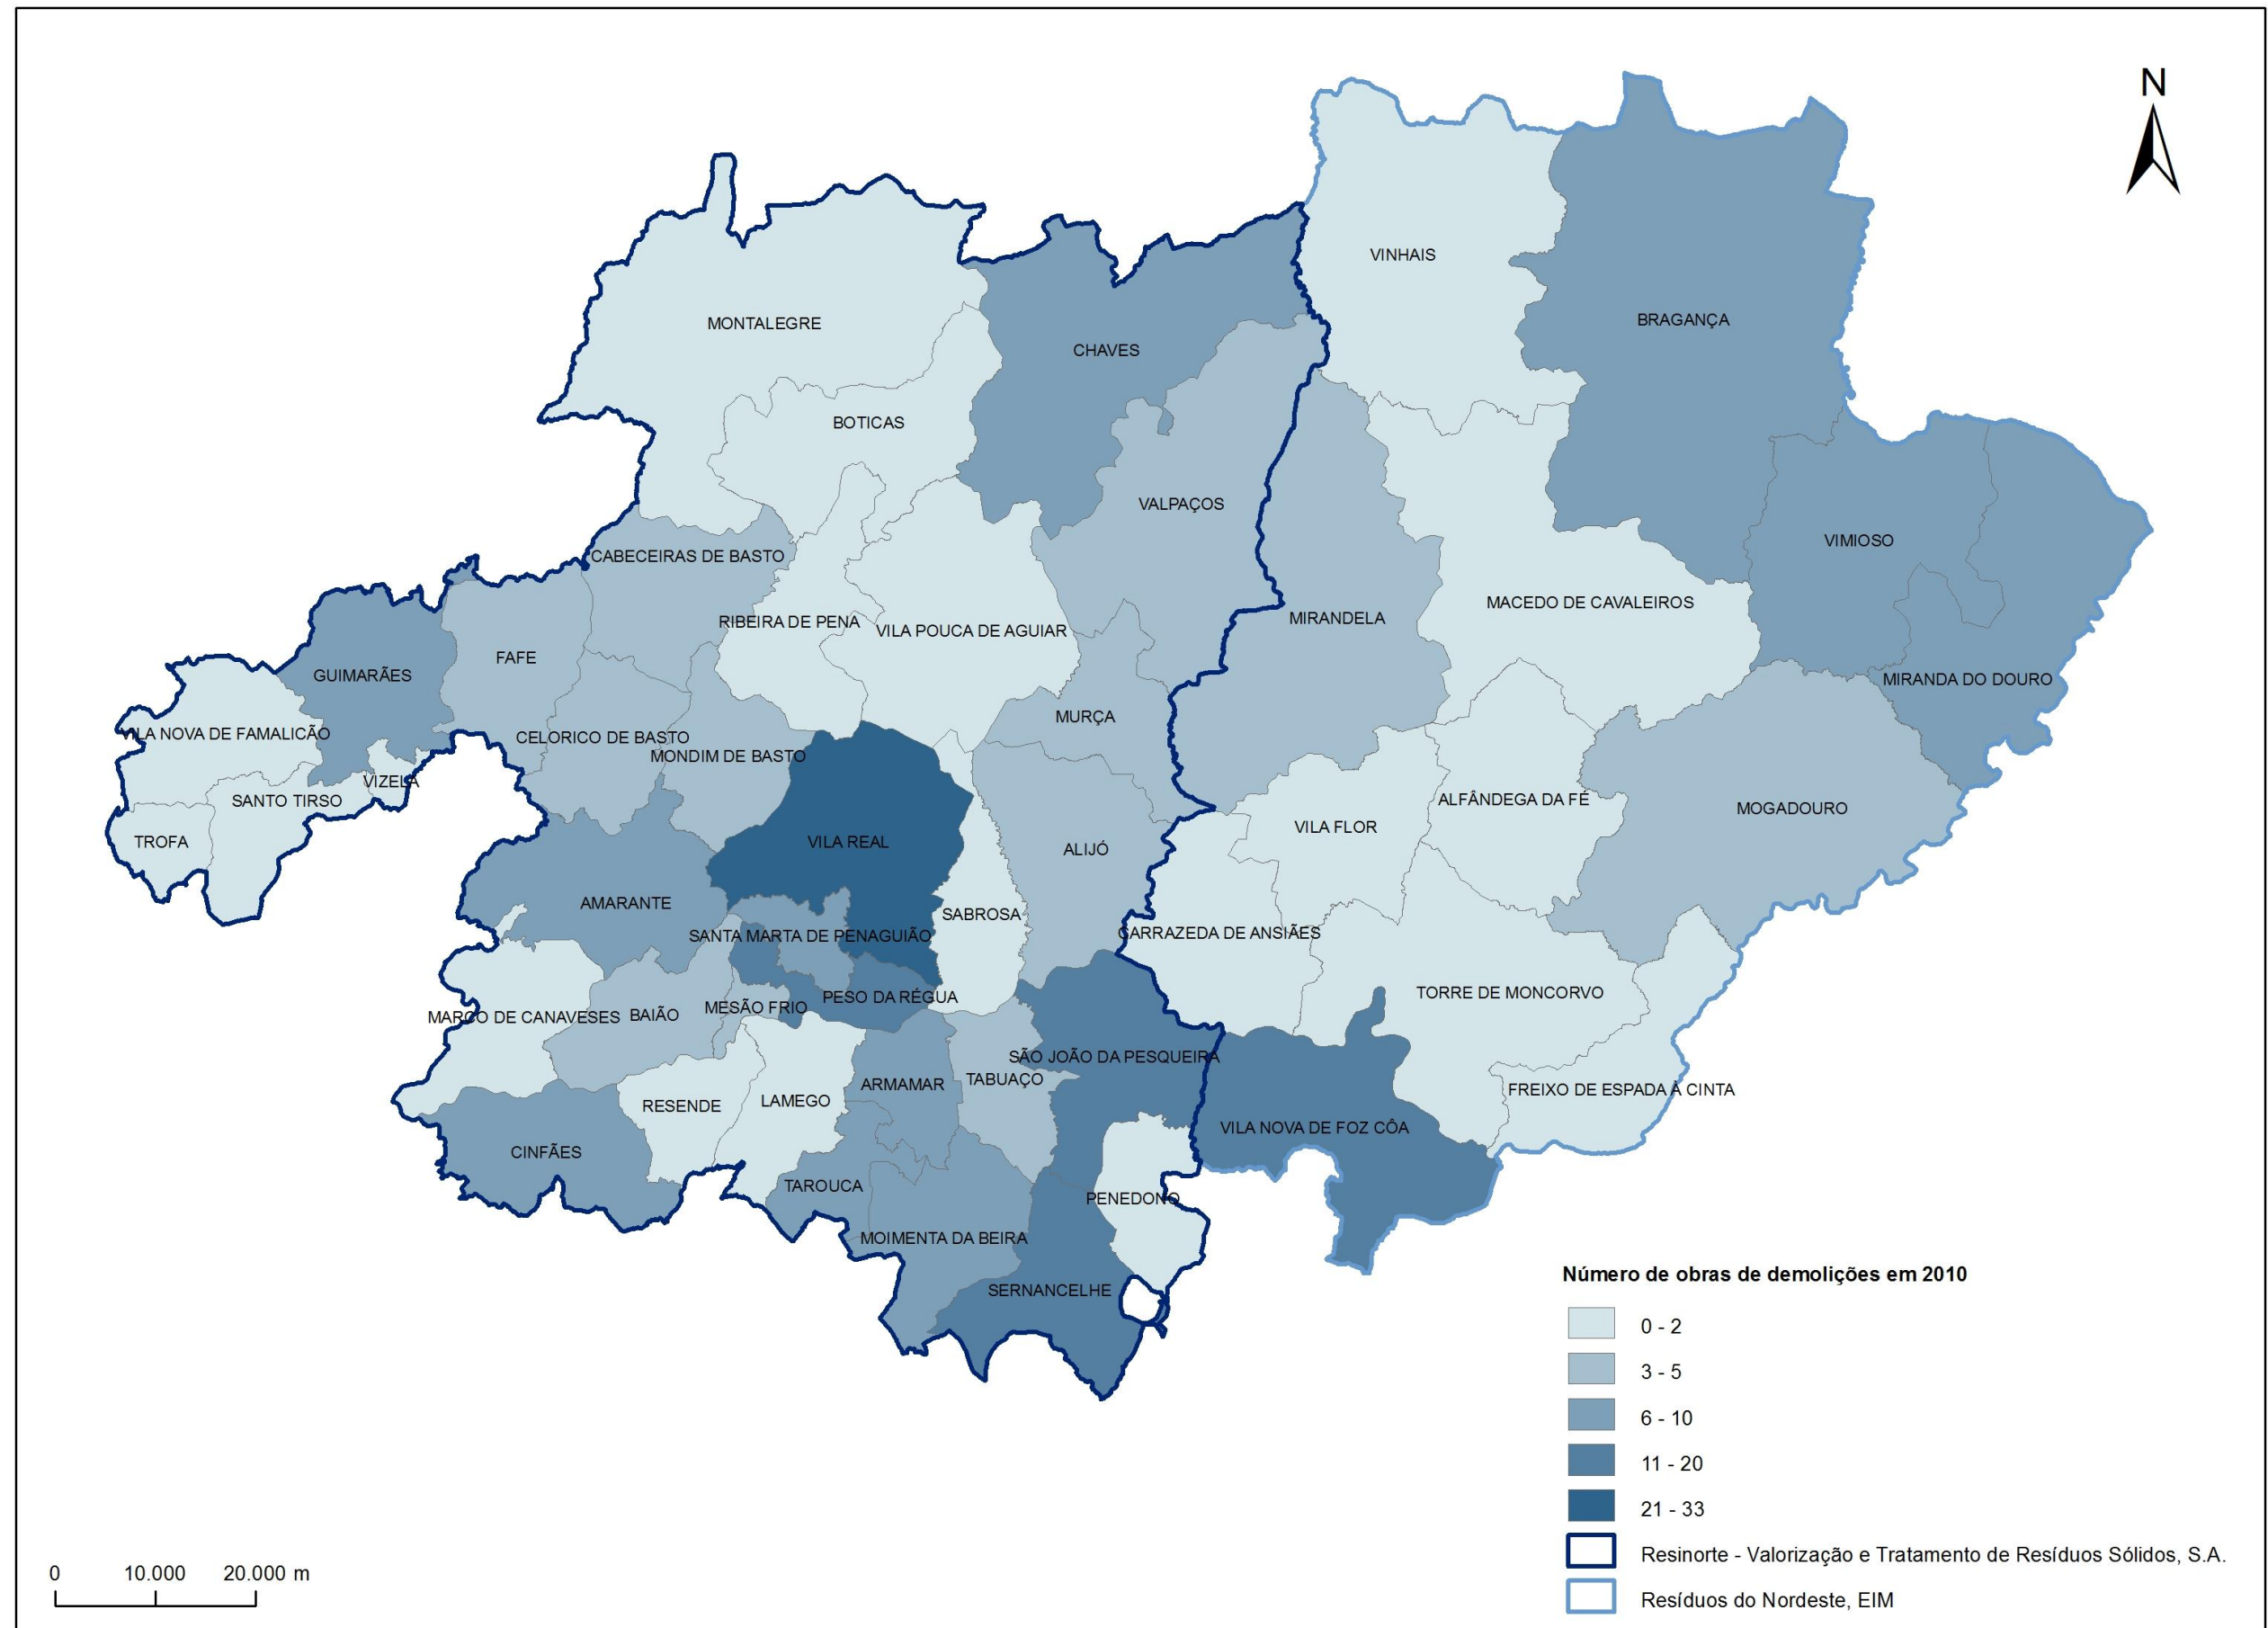 N
VINHAIS
BRAGANÇA
MONTALEGRE
CHAVES
BOTICAS
VALPAÇOS
VIMIOSO
CABECEIRAS DE BASTO
MACEDO DE CAVALEIROS
MIRANDELA
RIBEIRA DE PENA
VILA POUCA DE AGUIAR
FAFE
GUIMARÃES
MIRANDA DO DOURO
MURÇA
VILA NOVA DE FAMALICÃO
CELORICO DE BASTO
MONDIM DE BASTO
VIZELA
SANTO TIRSO
ALFÂNDEGA DA FÉ
MOGADOURO
VILA FLOR
TROFA
VILA REAL
ALIJÓ
AMARANTE
SABROSA
CARRAZEDA DE ANSIÃES
SANTA MARTA DE PENAGUIÃO
TORRE DE MONCORVO
PESO DA RÉGUA
MESÃO FRIO
MARCO DE CANAVESES
BAIÃO
SÃO JOÃO DA PESQUEIRA
TABUAÇO
ARMAMAR
FREIXO DE ESPADA À CINTA
LAMEGO
RESENDE
VILA NOVA DE FOZ CÔA
CINFÃES
TAROUCA
PENEDONO
MOIMENTA DA BEIRA
SERNANCELHE
Número de obras de demolições em 2010
0 - 2
3 - 5
6 - 10
11 - 20
21 - 33
Resinorte - Valorização e Tratamento de Resíduos Sólidos, S.A.
Resíduos do Nordeste, EIM
0 10.000 20.000 m